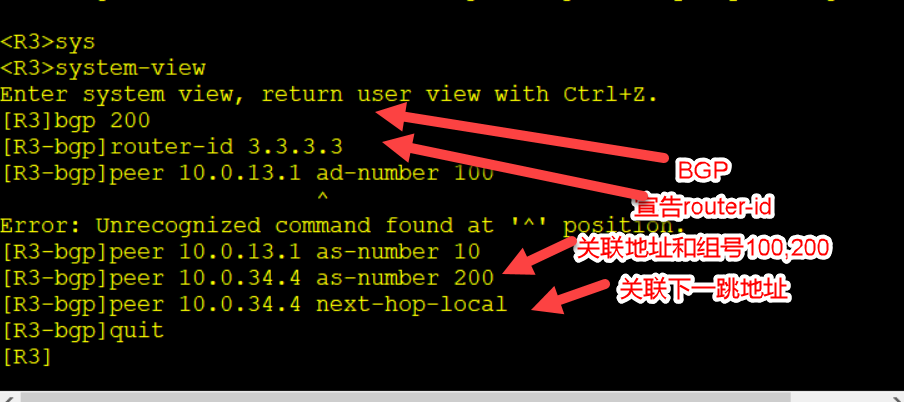 <R3>sys
<R3>system-view
Enter system view, return user view with Ctrl+Z.
[R3]bgp 200
[R3-bgp]router-id 3.3.3.3
[R3-bgp]peer 10.0.13.1 ad-number 100
BGP
^
宣告router-id
Error: Unrecognized command found at '^' position.
[R3-bgp]peer 10.0.13.1 as-number 10
关联地址和组号100,200
[R3-bgp]peer 10.0.34.4 as-number 200
关联下一跳地址
[R3-bgp]peer 10.0.34.4 next-hop-local
[R3-bgp]quit
[R3]